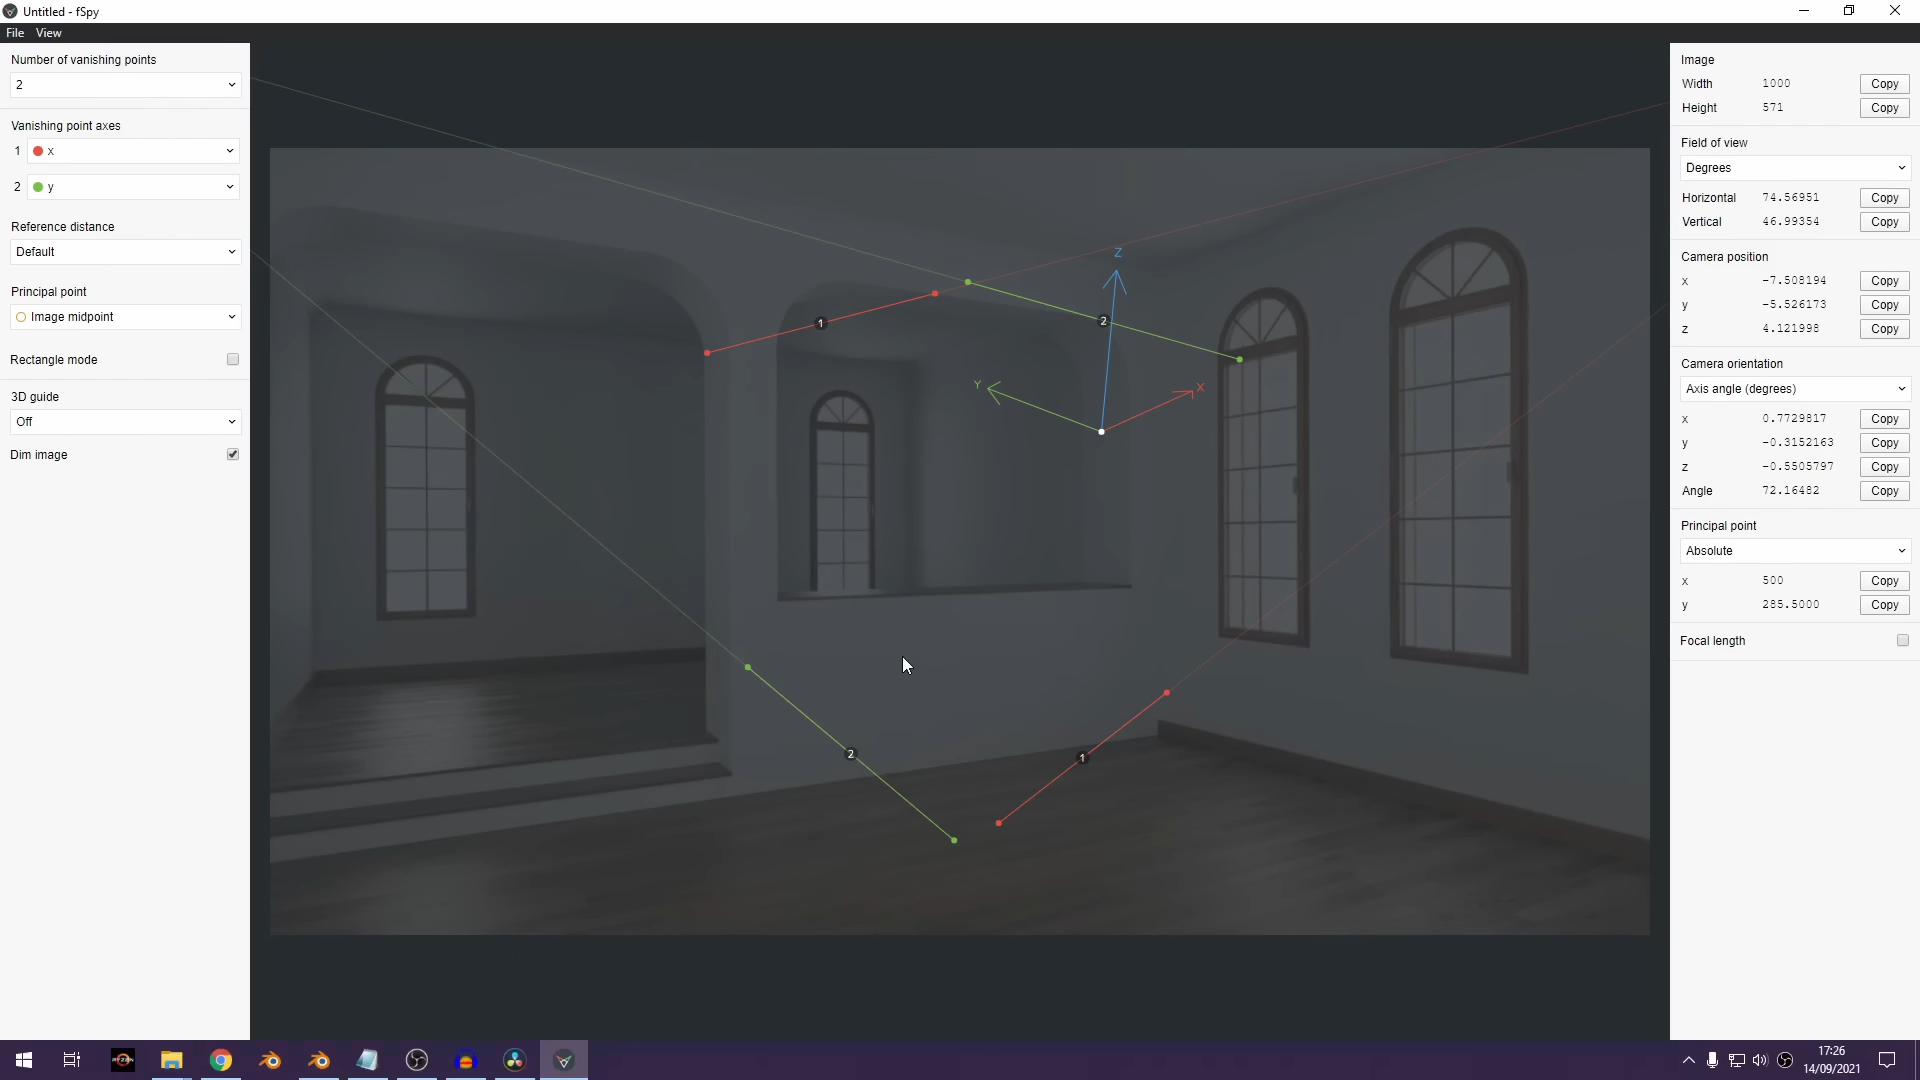 Untitled - fSpy
File View
Number of vanishing points
2
Vanishing point axes
1 x
2 y
Reference distance
Default
Principal point
Image midpoint
Rectangle mode
3D guide
Off
Dim image
Z
1
2
Y
X
2
1
Image
Width 1000 Copy
Height 571 Copy
Field of view
Degrees
Horizontal 74.56951 Copy
Vertical 46.99354 Copy
Camera position
x -7.508194 Copy
y -5.526173 Copy
z 4.121998 Copy
Camera orientation
Axis angle (degrees)
x 0.7729817 Copy
y -0.3152163 Copy
z -0.5505797 Copy
Angle 72.16482 Copy
Principal point
Absolute
x 500 Copy
y 285.5000 Copy
Focal length
RYZEN
17:26
14/09/2021